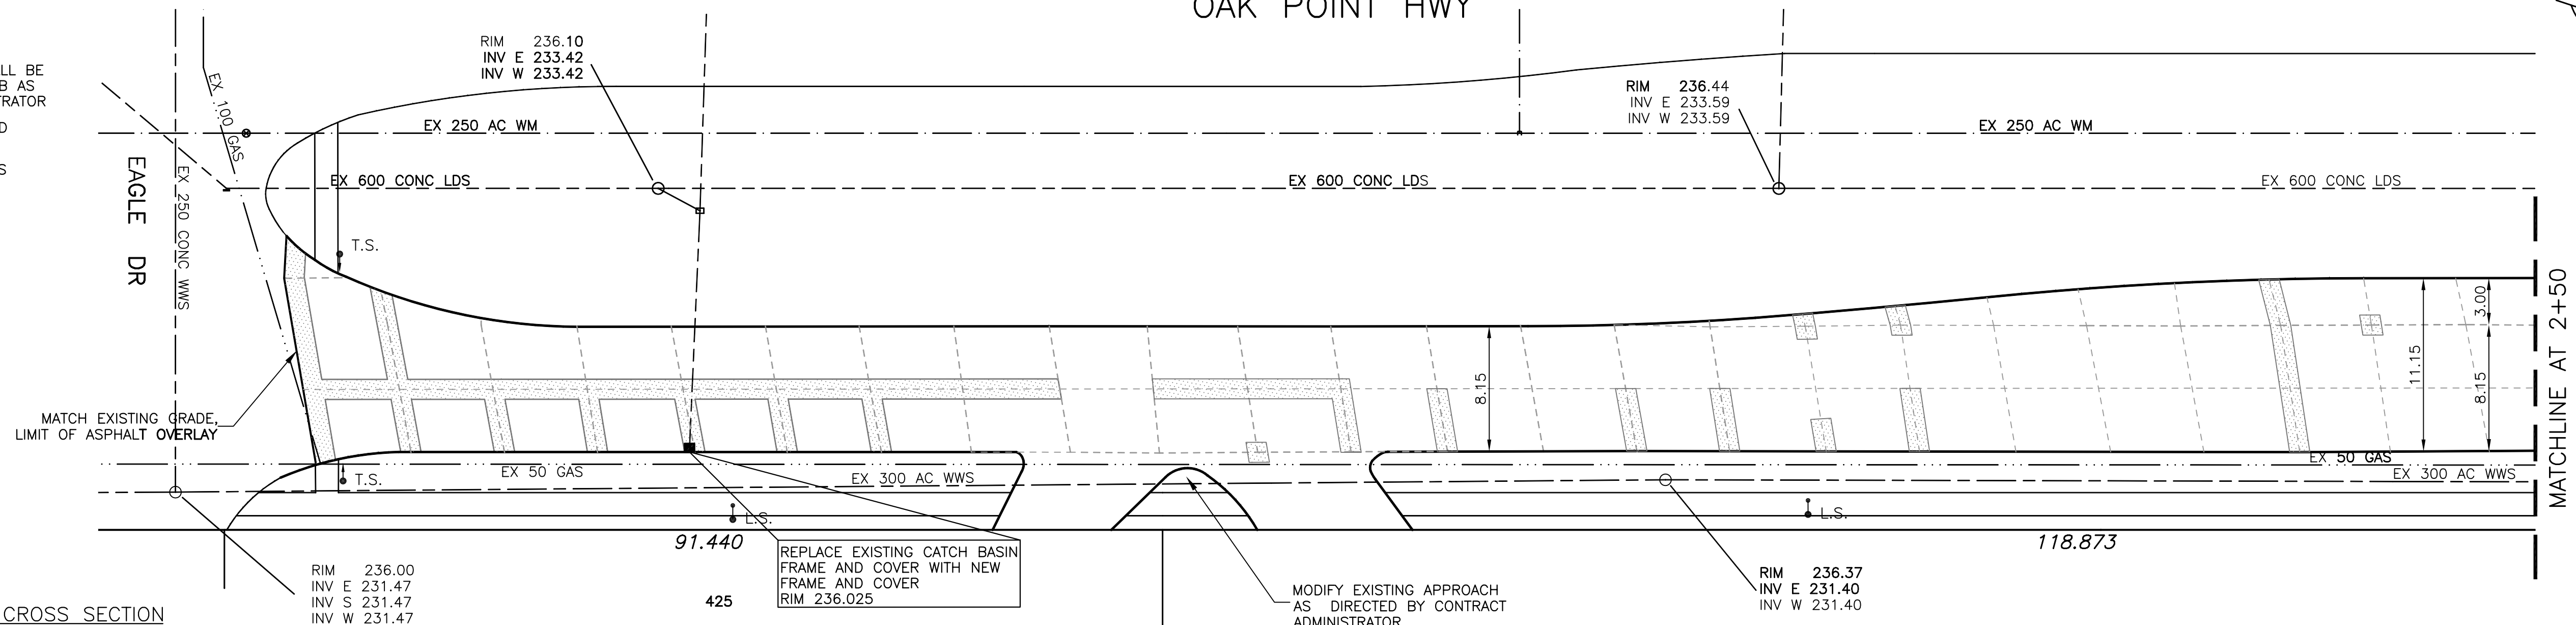 OAK POINT HWY
LL BE
B AS
TRATOR
D
S
RIM 236.10
INV E 233.42
INV W 233.42
RIM 236.44
INV E 233.59
INV W 233.59
EX 100 GAS
EX 250 AC WM
EX 250 AC WM
EAGLE DR
EX 250 CONC WWS
EX 600 CONC LDS
EX 600 CONC LDS
EX 600 CONC LDS
T.S.
MATCHLINE AT 2+50
3.00
11.15
8.15
8.15
MATCH EXISTING GRADE,
LIMIT OF ASPHALT OVERLAY
EX 50 GAS
EX 50 GAS
T.S.
EX 300 AC WWS
EX 300 AC WWS
L.S.
L.S.
91.440
118.873
REPLACE EXISTING CATCH BASIN
FRAME AND COVER WITH NEW
FRAME AND COVER
RIM 236.025
RIM 236.00
INV E 231.47
INV S 231.47
INV W 231.47
425
MODIFY EXISTING APPROACH
AS DIRECTED BY CONTRACT
ADMINISTRATOR
RIM 236.37
INV E 231.40
INV W 231.40
CROSS SECTION